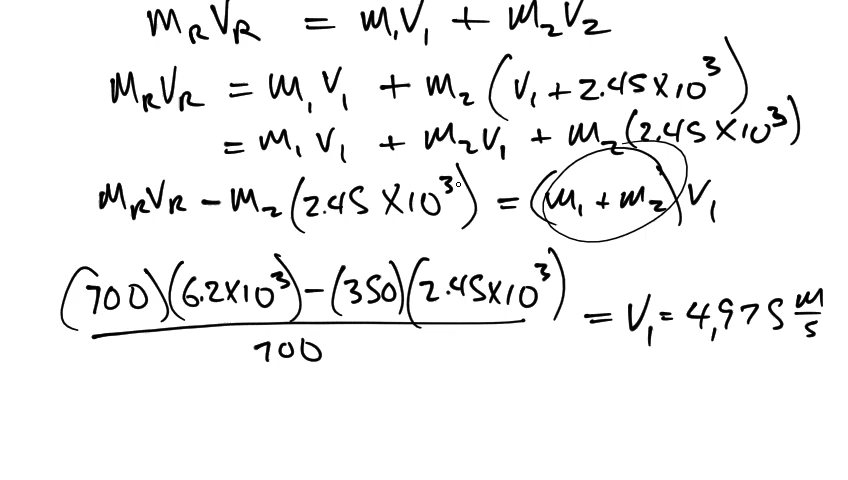 m_R V_R = m_1 V_1 + m_2 V_2
m_R V_R = m_1 V_1 + m_2 (V_1 + 2.45 × 10^3)
= m_1 V_1 + m_2 V_1 + m_2 (2.45 × 10^3)
m_R V_R − m_2 (2.45 × 10^3) = (m_1 + m_2) V_1
(700)(6.2×10^3) − (350)(2.45×10^3)
700
= V_1 = 4,975 m/s